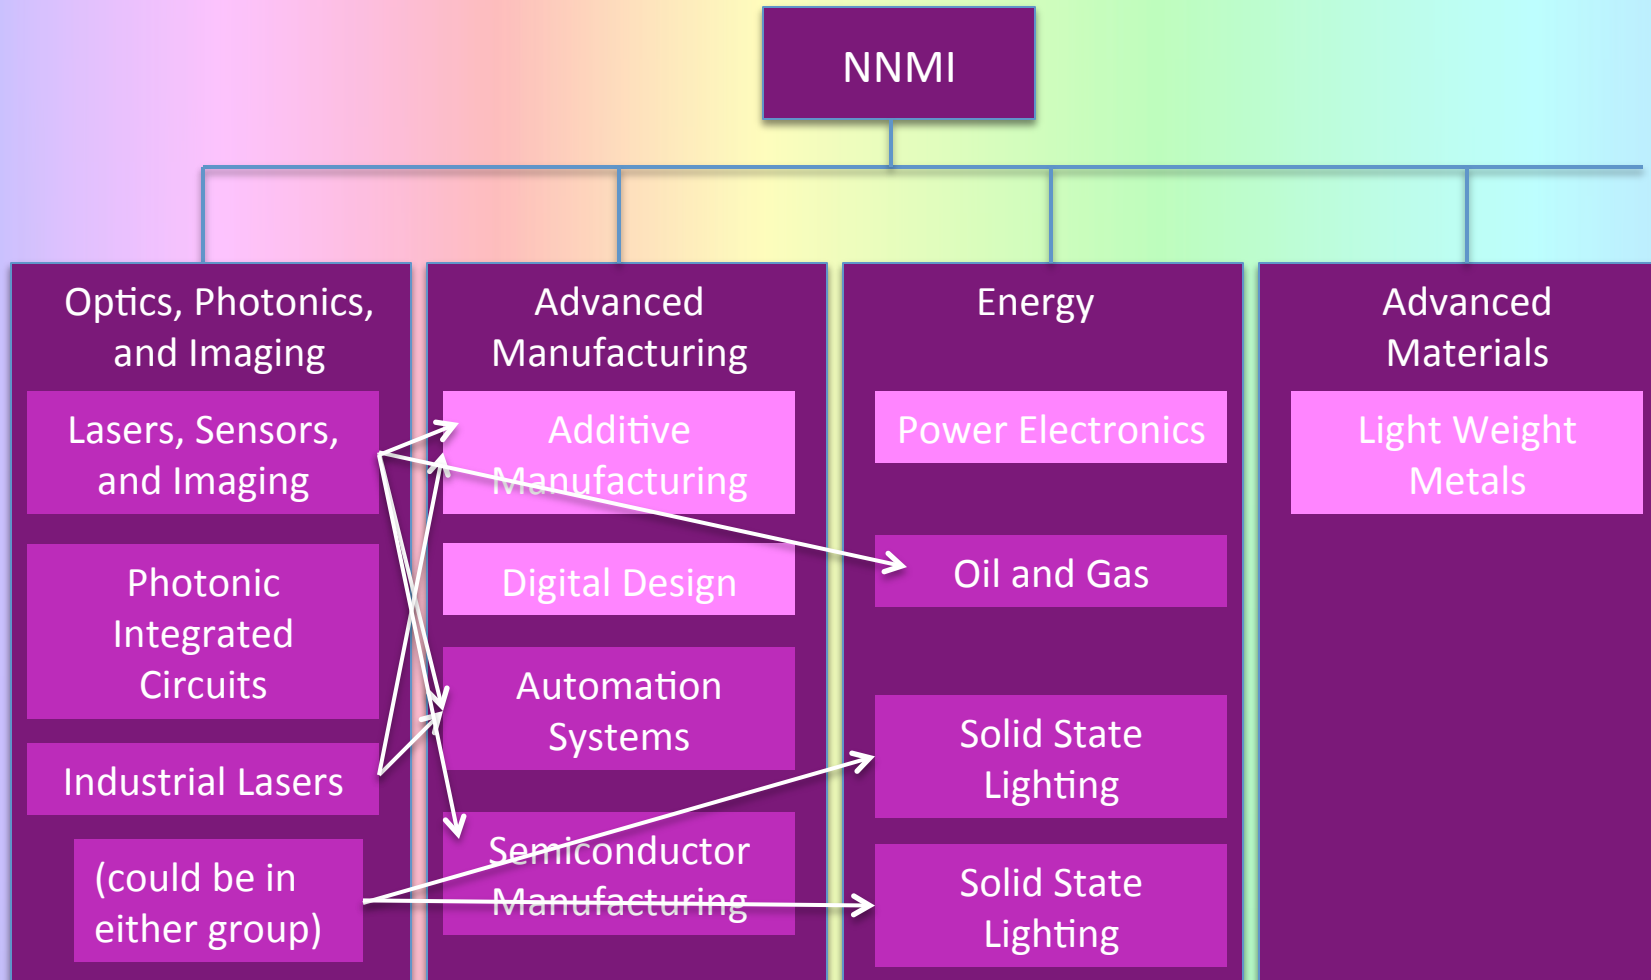 NNMI
Optics, Photonics,
and Imaging
Lasers, Sensors,
and Imaging
Photonic
Integrated
Circuits
Industrial Lasers
(could be in
either group)
Advanced
Manufacturing
Additive
Manufacturing
Digital Design
Automation
Systems
Semiconductor
Manufacturing
Energy
Power Electronics
Oil and Gas
Solid State
Lighting
Solid State
Lighting
Advanced
Materials
Light Weight
Metals